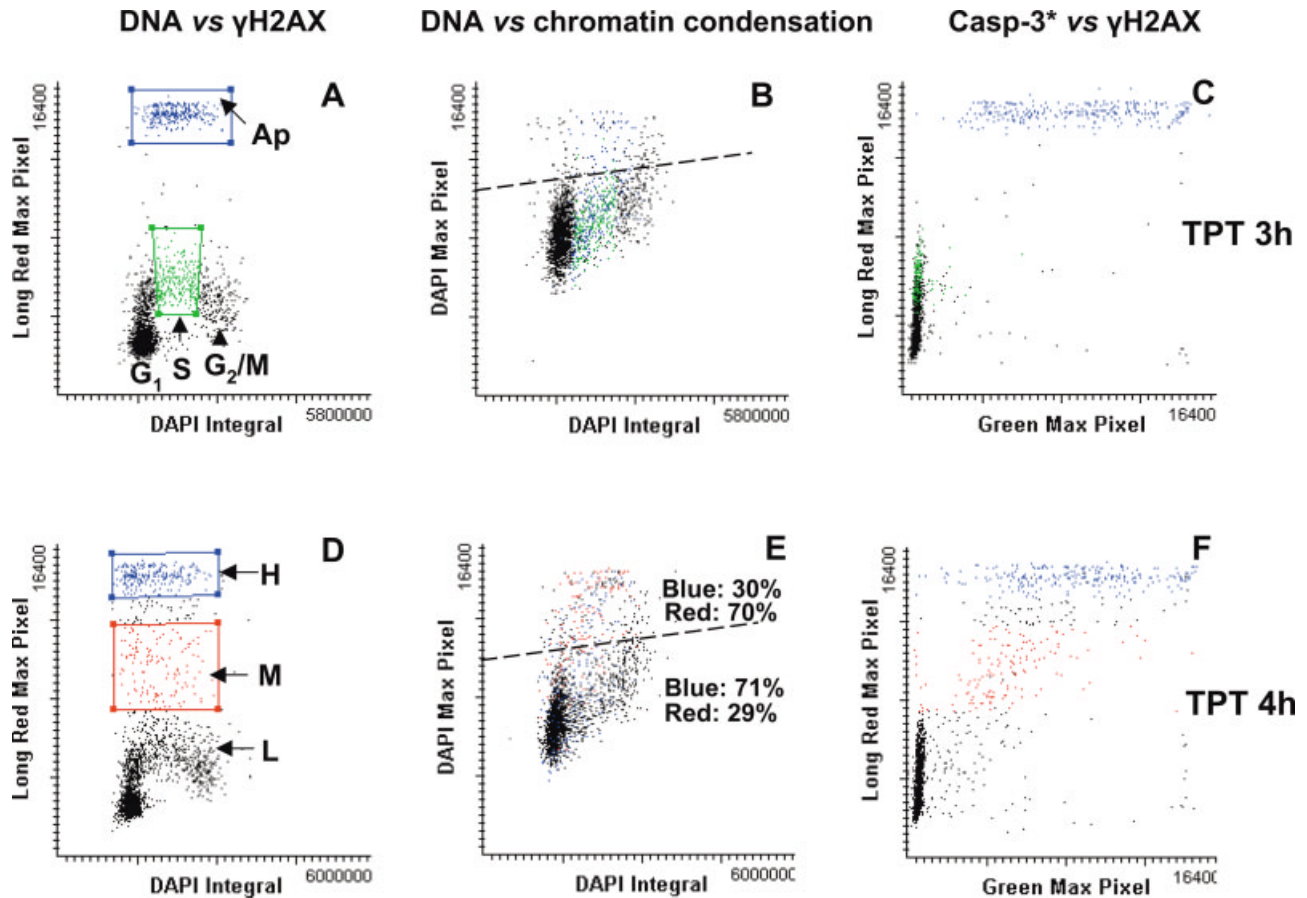 DNA vs γH2AX
DNA vs chromatin condensation
Casp-3* vs γH2AX
A
16400
Long Red Max Pixel
Ap
G1 S G2/M
5800000
DAPI Integral
B
16400
DAPI Max Pixel
5800000
DAPI Integral
C
16400
Long Red Max Pixel
TPT 3h
16400
Green Max Pixel
D
16400
Long Red Max Pixel
H
M
L
6000000
DAPI Integral
E
16400
DAPI Max Pixel
Blue: 30%
Red: 70%
Blue: 71%
Red: 29%
6000000
DAPI Integral
F
16400
Long Red Max Pixel
TPT 4h
16400
Green Max Pixel